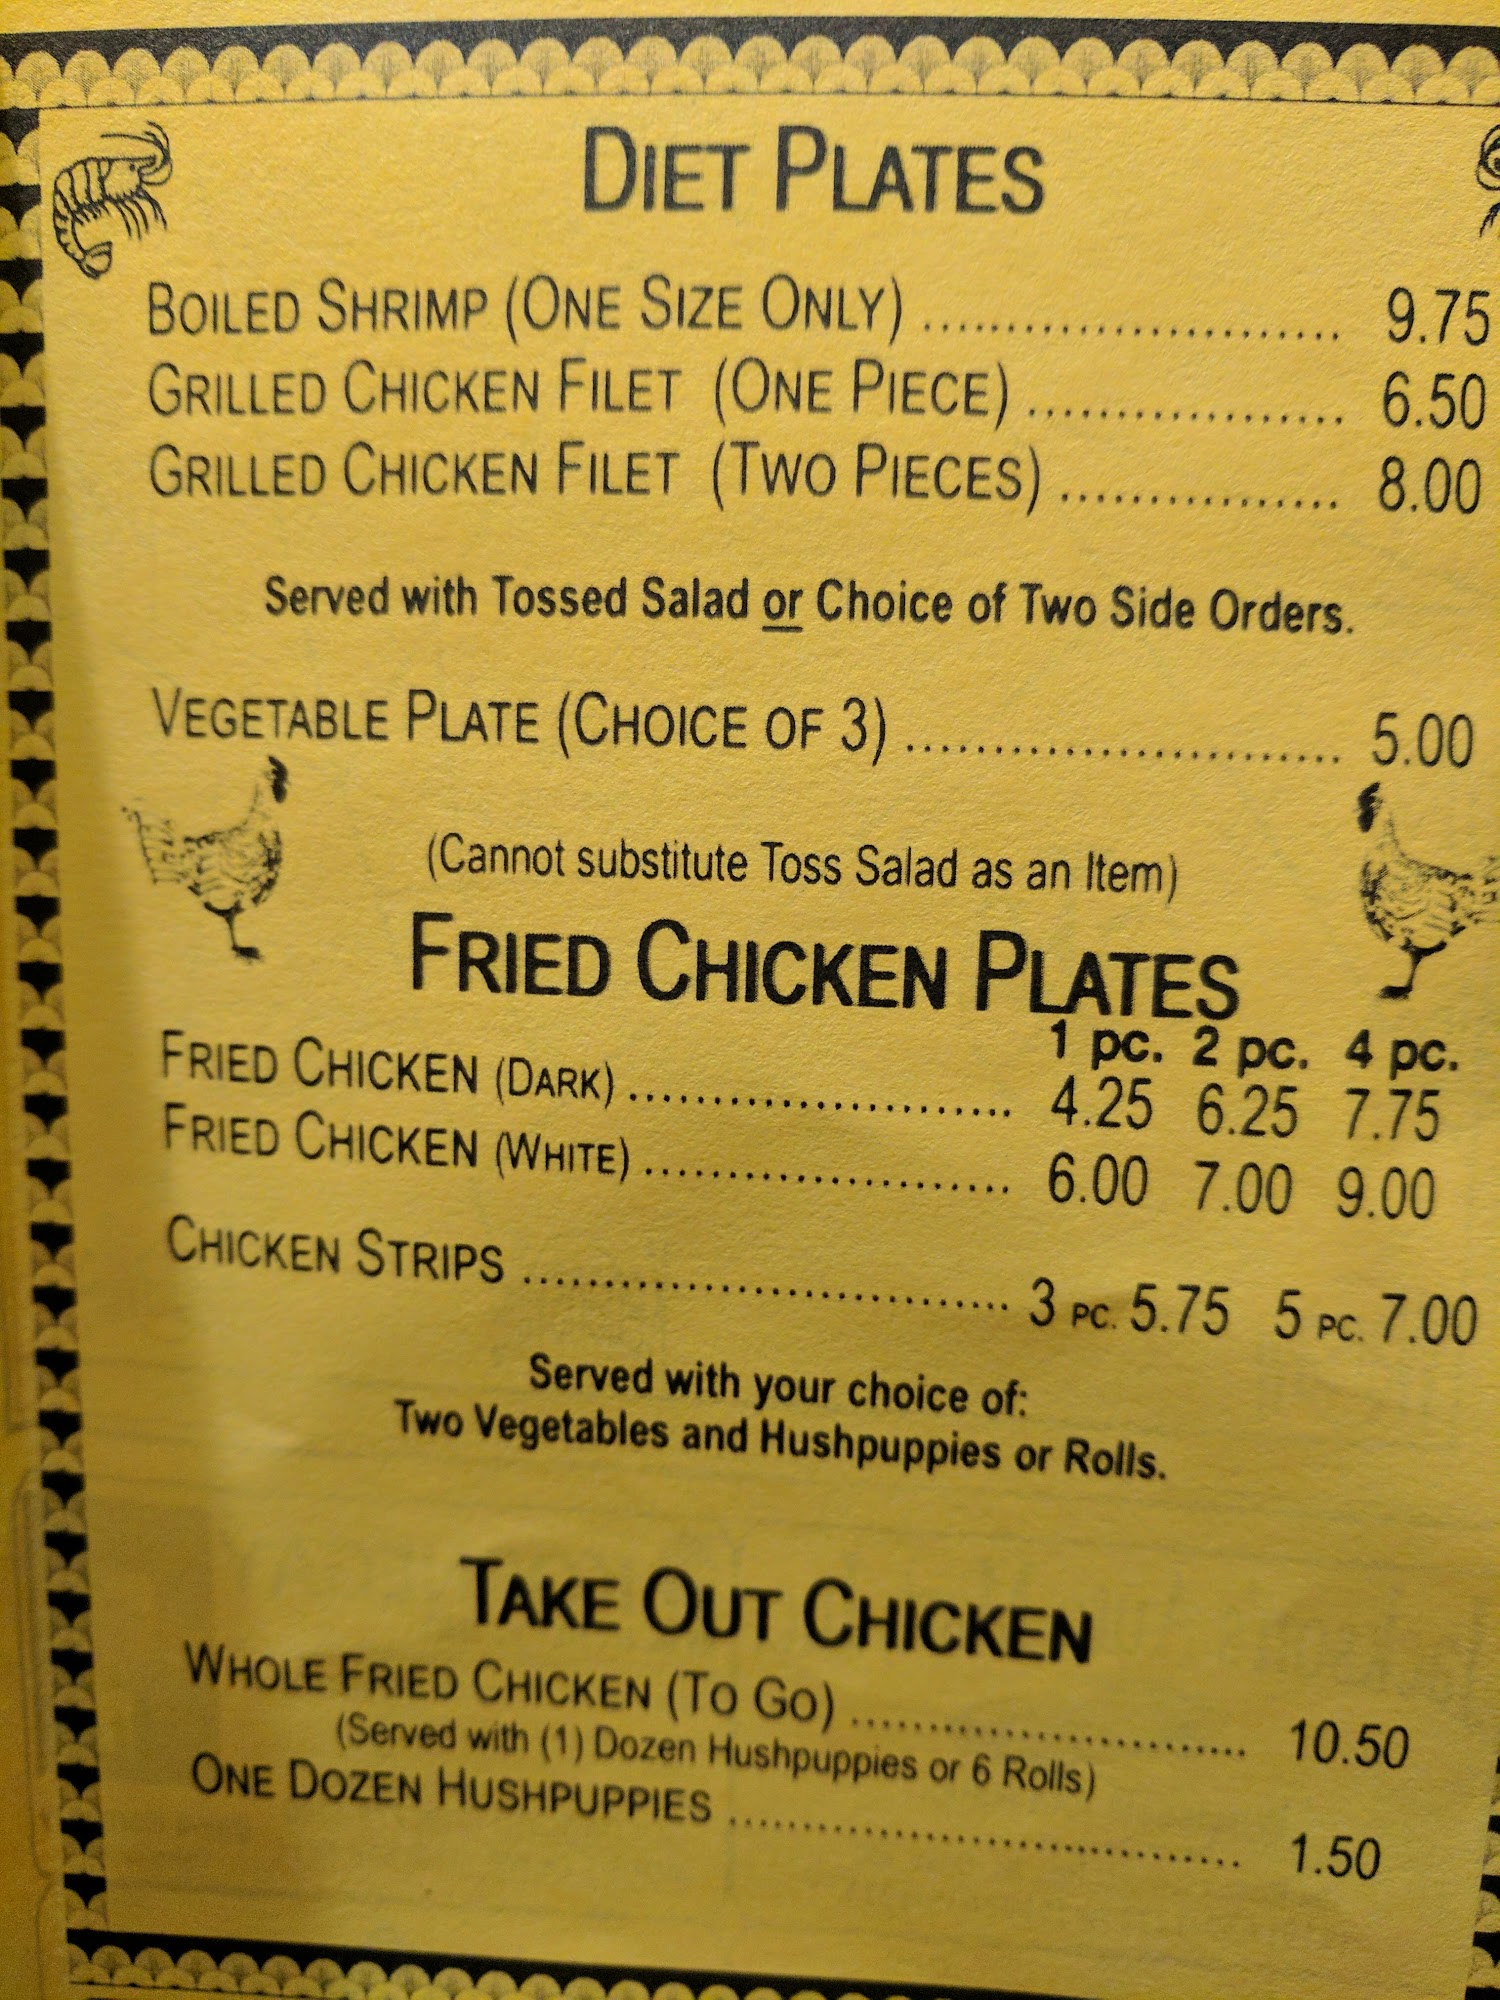 DIET PLATES
BOILED SHRIMP (ONE SIZE ONLY) ........................ 9.75
GRILLED CHICKEN FILET (ONE PIECE) .................. 6.50
GRILLED CHICKEN FILET (TWO PIECES) ................ 8.00
Served with Tossed Salad or Choice of Two Side Orders.
VEGETABLE PLATE (CHOICE OF 3) ......................... 5.00
(Cannot substitute Toss Salad as an Item)
FRIED CHICKEN PLATES
1 pc. 2 pc. 4 pc.
FRIED CHICKEN (DARK) ...................... 4.25 6.25 7.75
FRIED CHICKEN (WHITE) ..................... 6.00 7.00 9.00
CHICKEN STRIPS ............................ 3 PC. 5.75 5 PC. 7.00
Served with your choice of:
Two Vegetables and Hushpuppies or Rolls.
TAKE OUT CHICKEN
WHOLE FRIED CHICKEN (TO GO) ....................... 10.50
(Served with (1) Dozen Hushpuppies or 6 Rolls)
ONE DOZEN HUSHPUPPIES .............................. 1.50